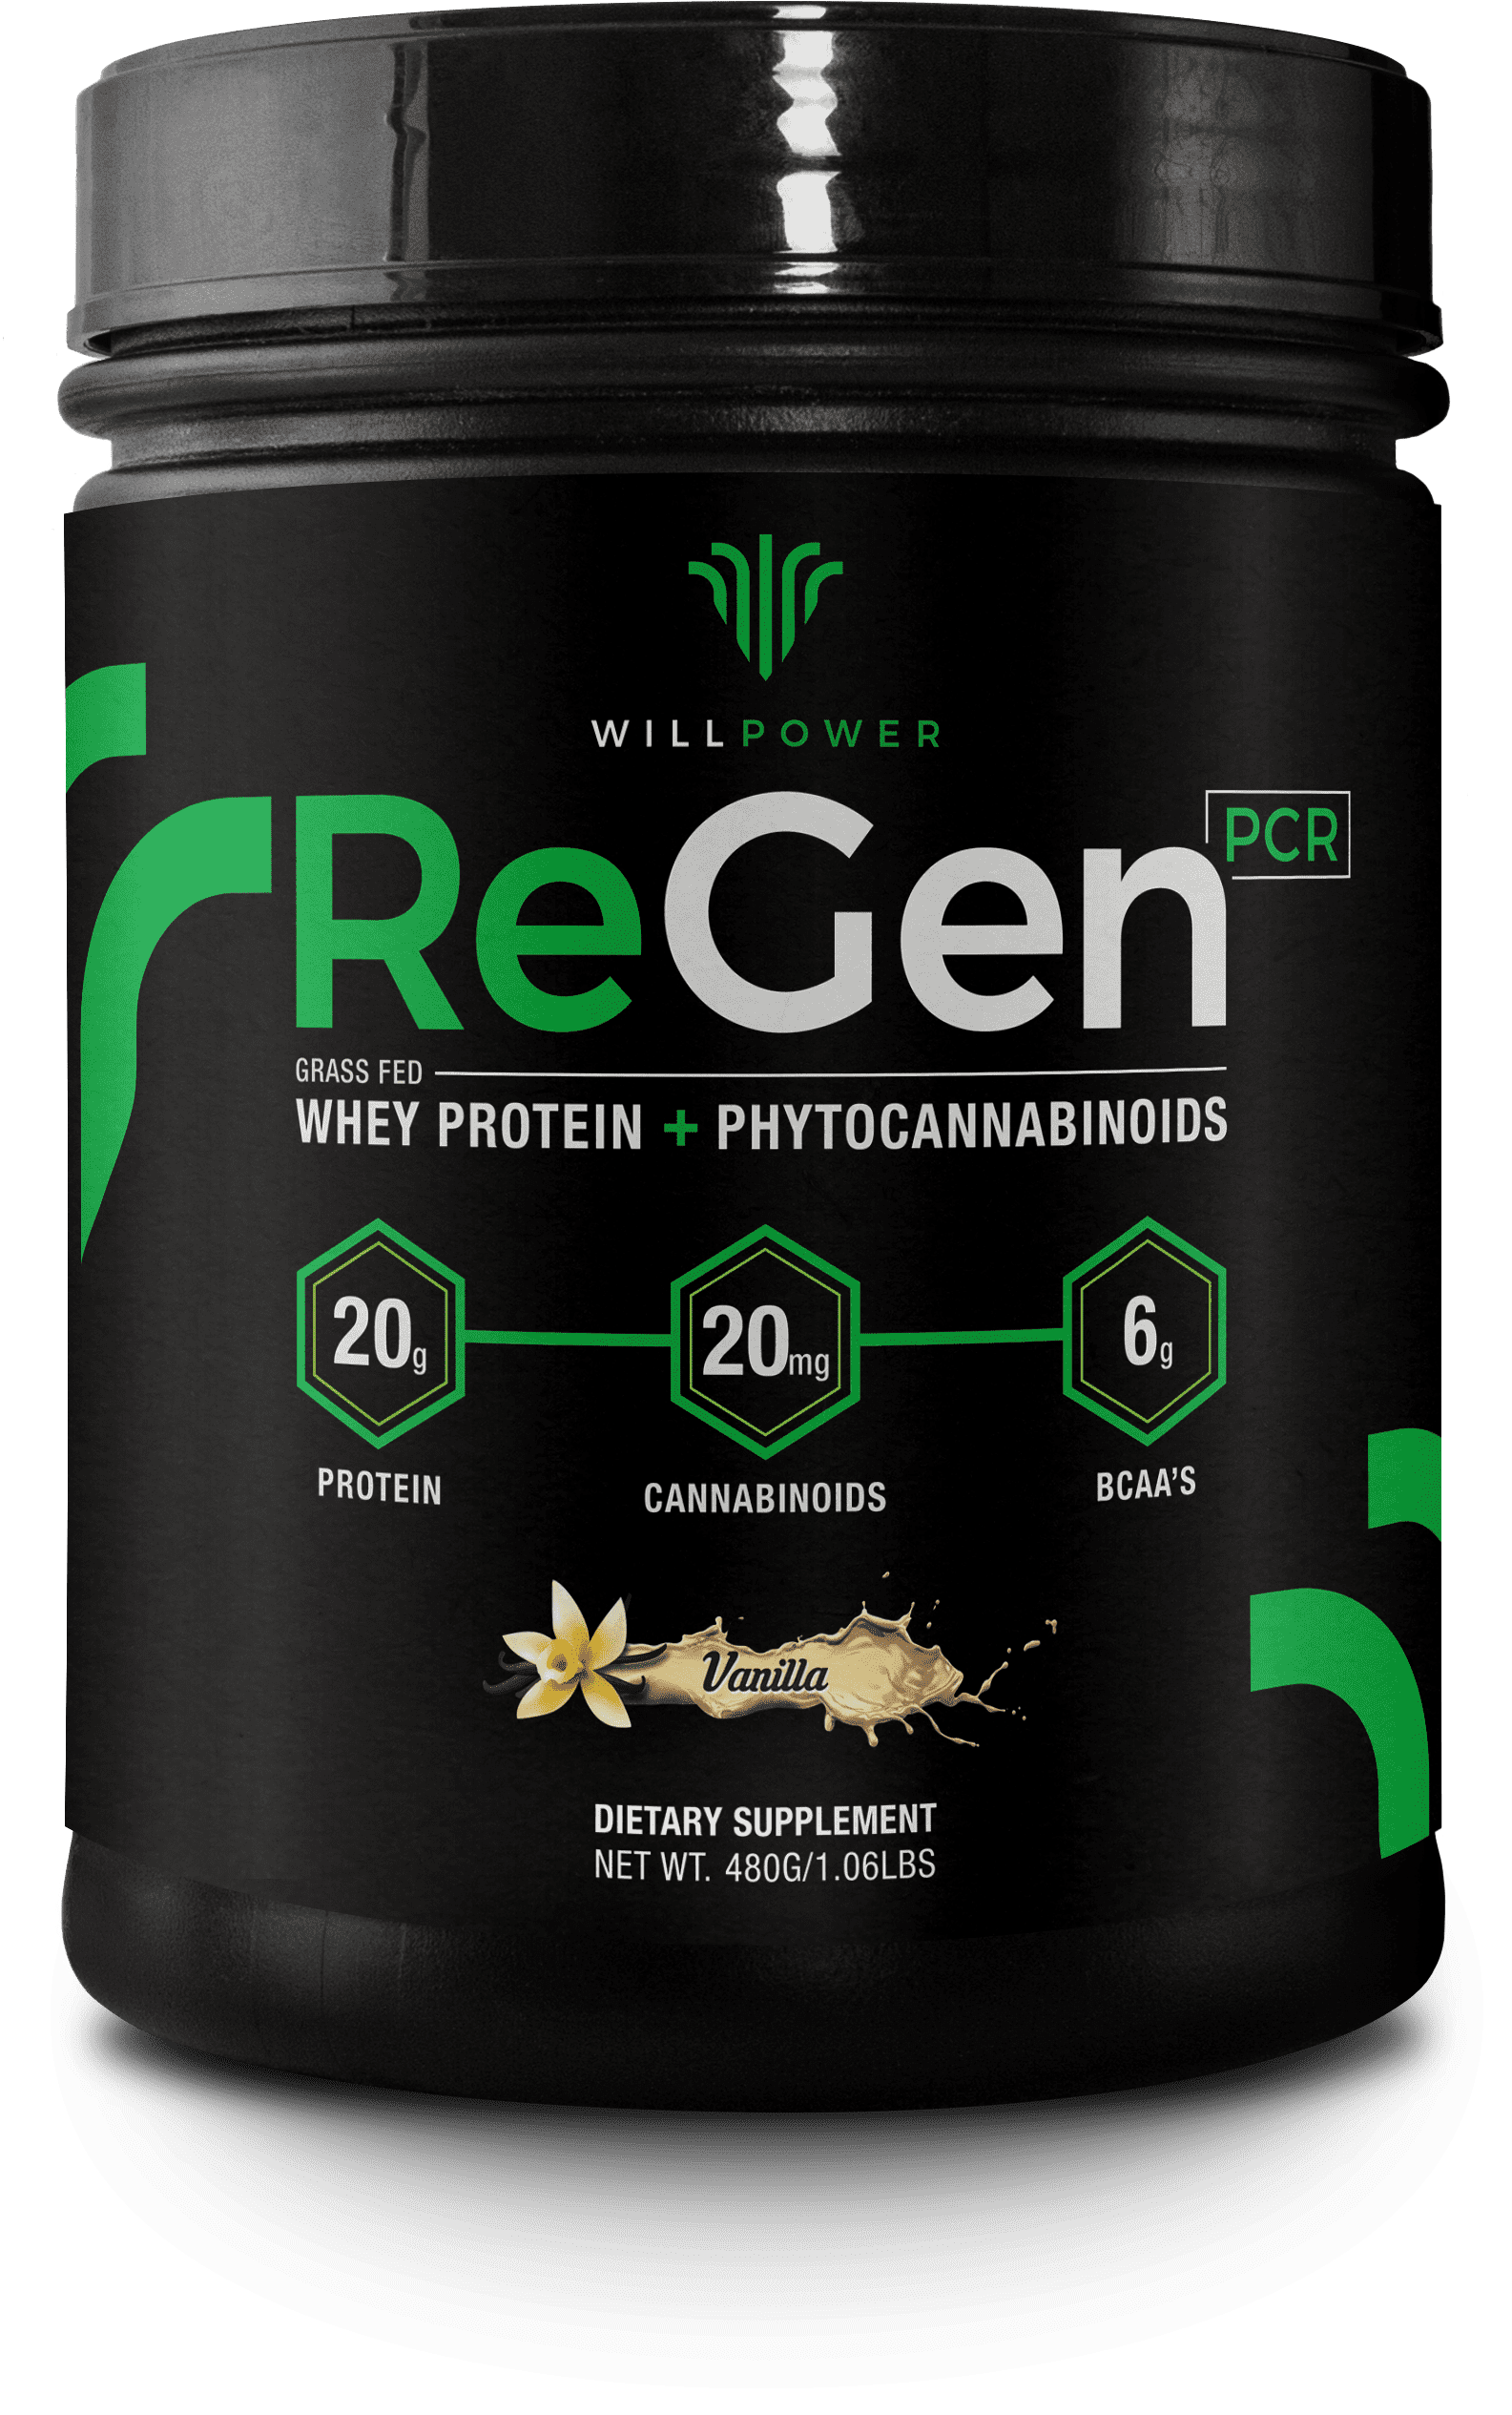 WILLPOWER
ReGen PCR
GRASS FED
WHEY PROTEIN + PHYTOCANNABINOIDS
20g 20mg 6g
PROTEIN CANNABINOIDS BCAA'S
Vanilla
DIETARY SUPPLEMENT
NET WT. 480G/1.06LBS